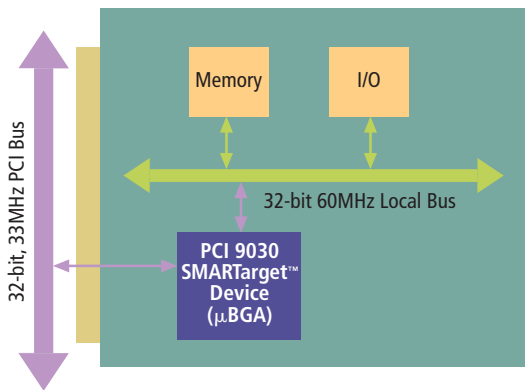 Memory
I/O
32-bit, 33MHz PCI Bus
32-bit 60MHz Local Bus
PCI 9030
SMARTarget™
Device
(µBGA)